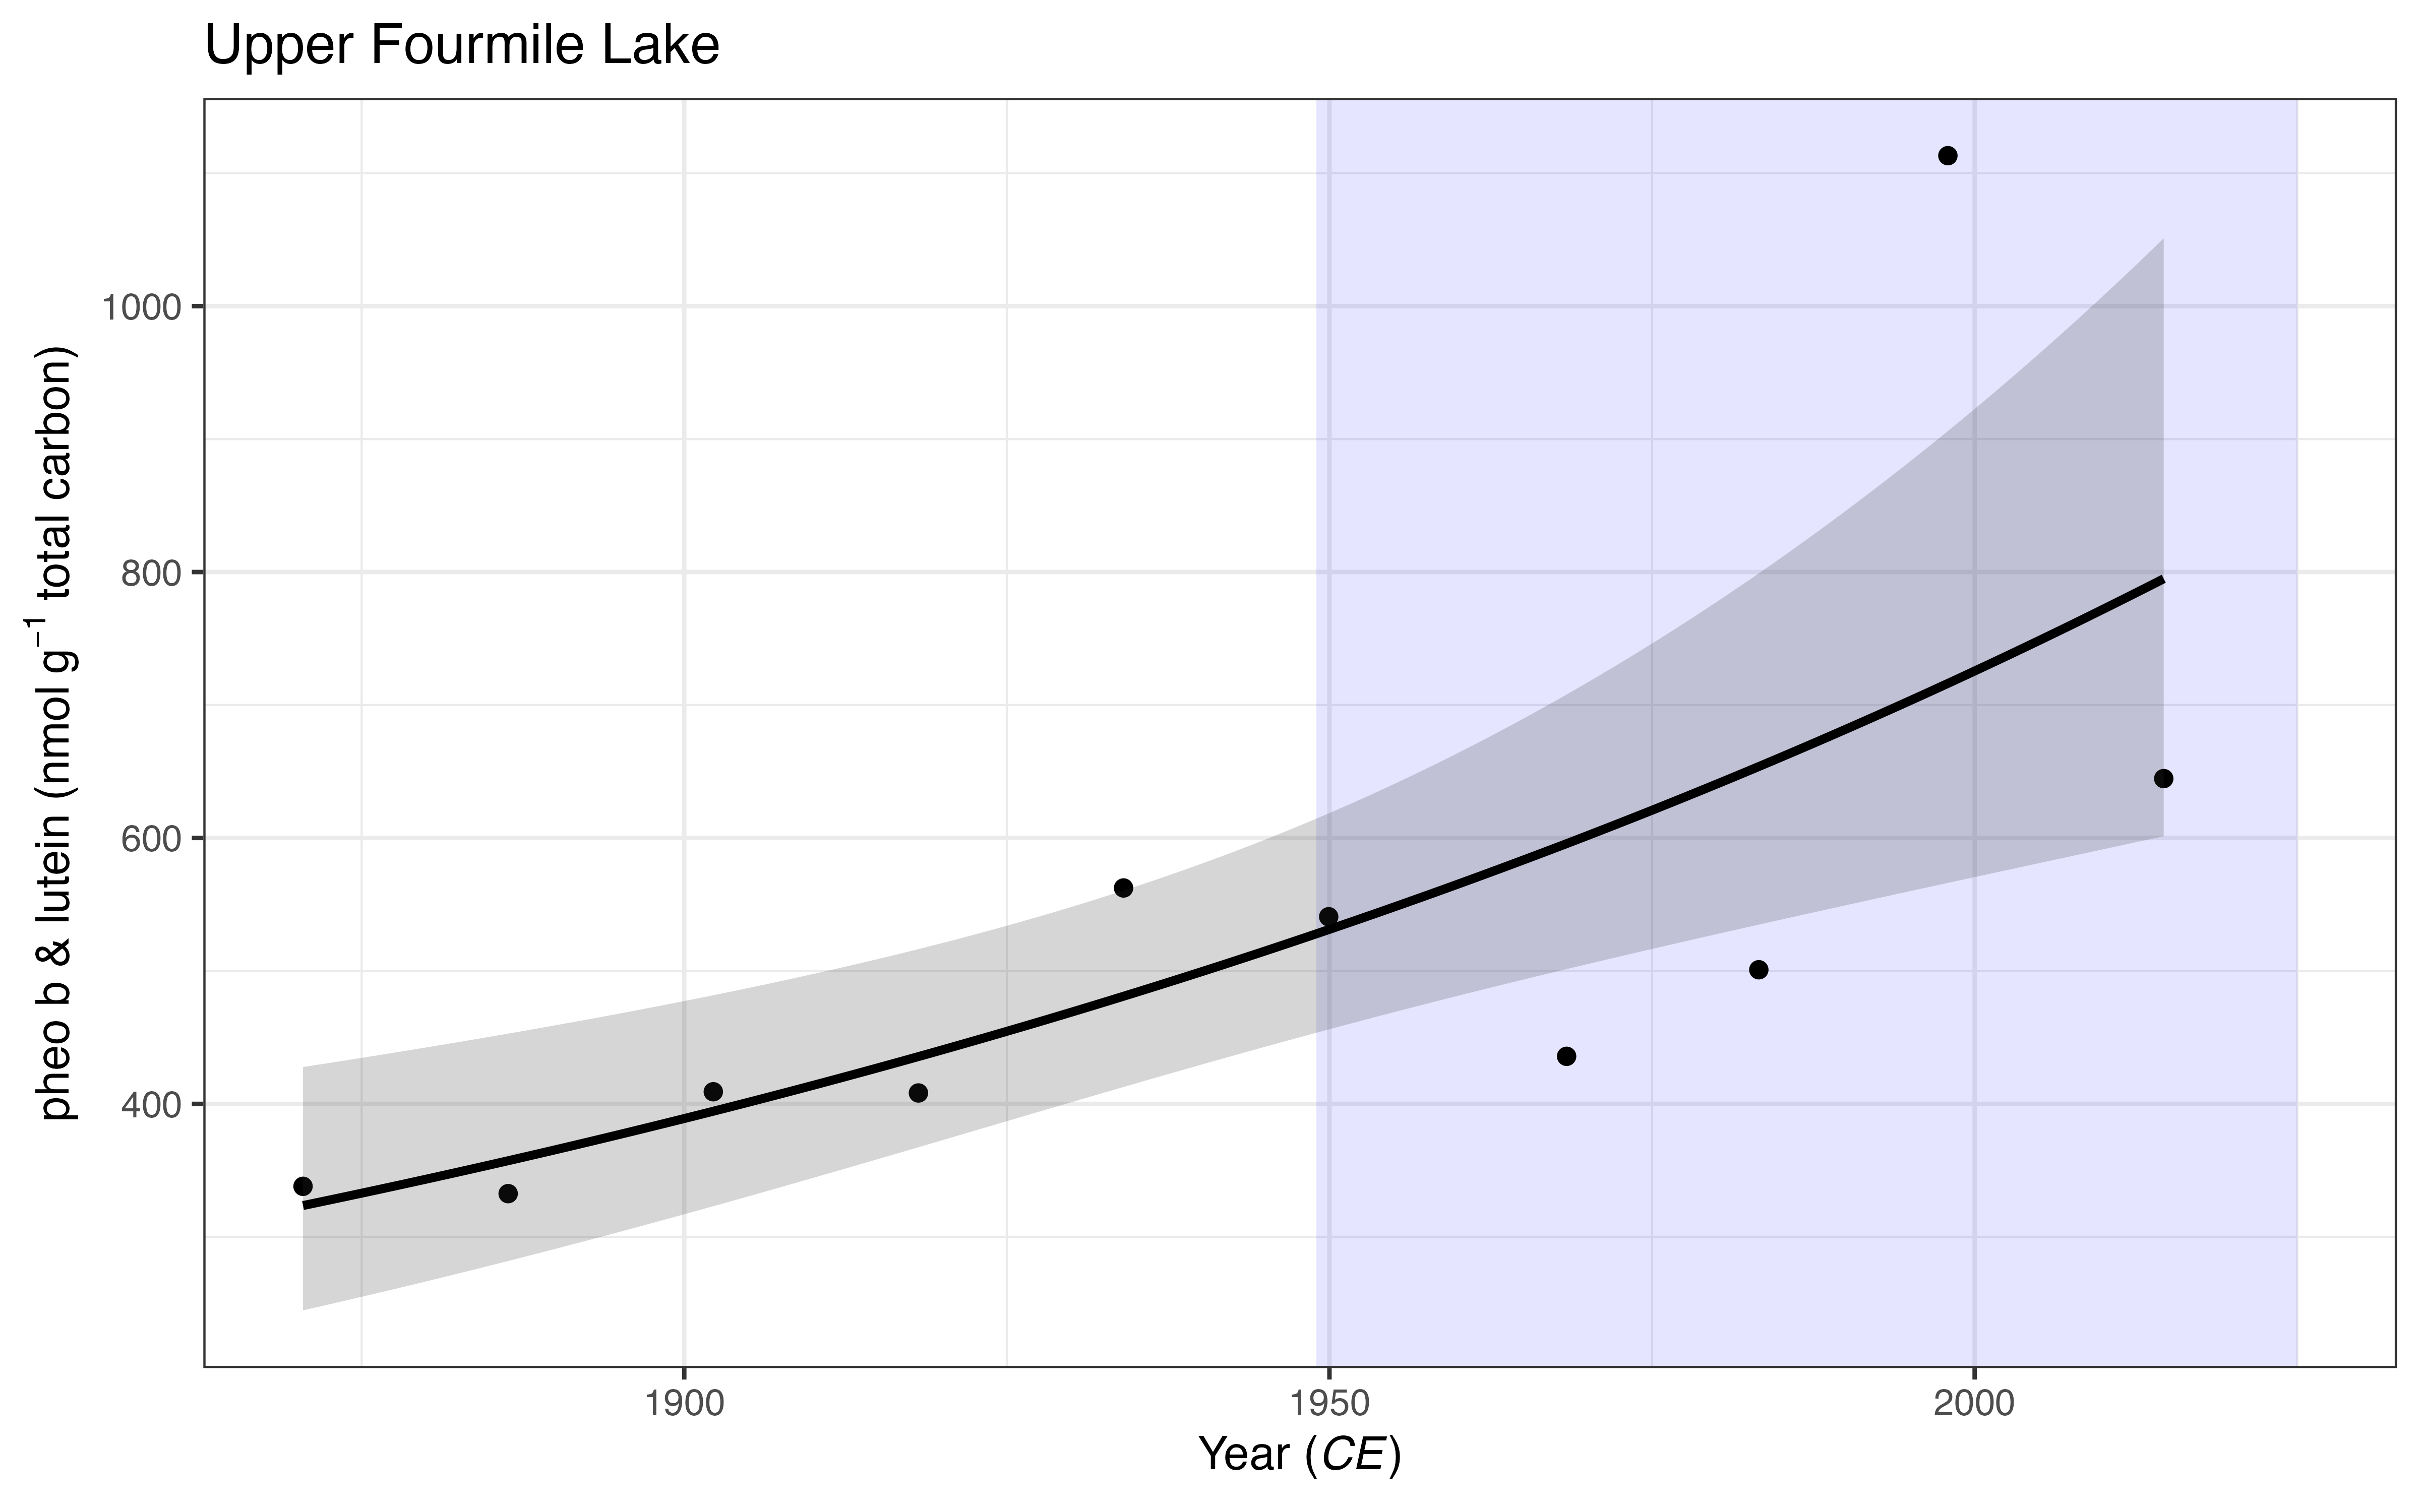 Upper Fourmile Lake
pheo b & lutein (nmol g⁻¹ total carbon)
1000
800
600
400
1900 1950 2000
Year (CE)